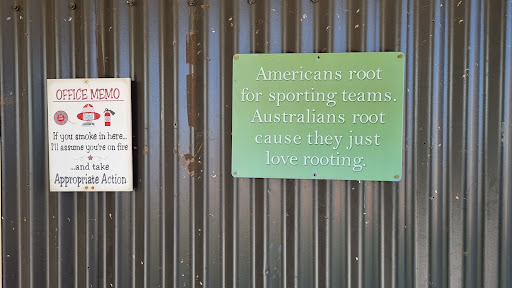 OFFICE MEMO
If you smoke in here...
I'll assume you're on fire
...and take
Appropriate Action
Americans root
for sporting teams.
Australians root
cause they just
love rooting.